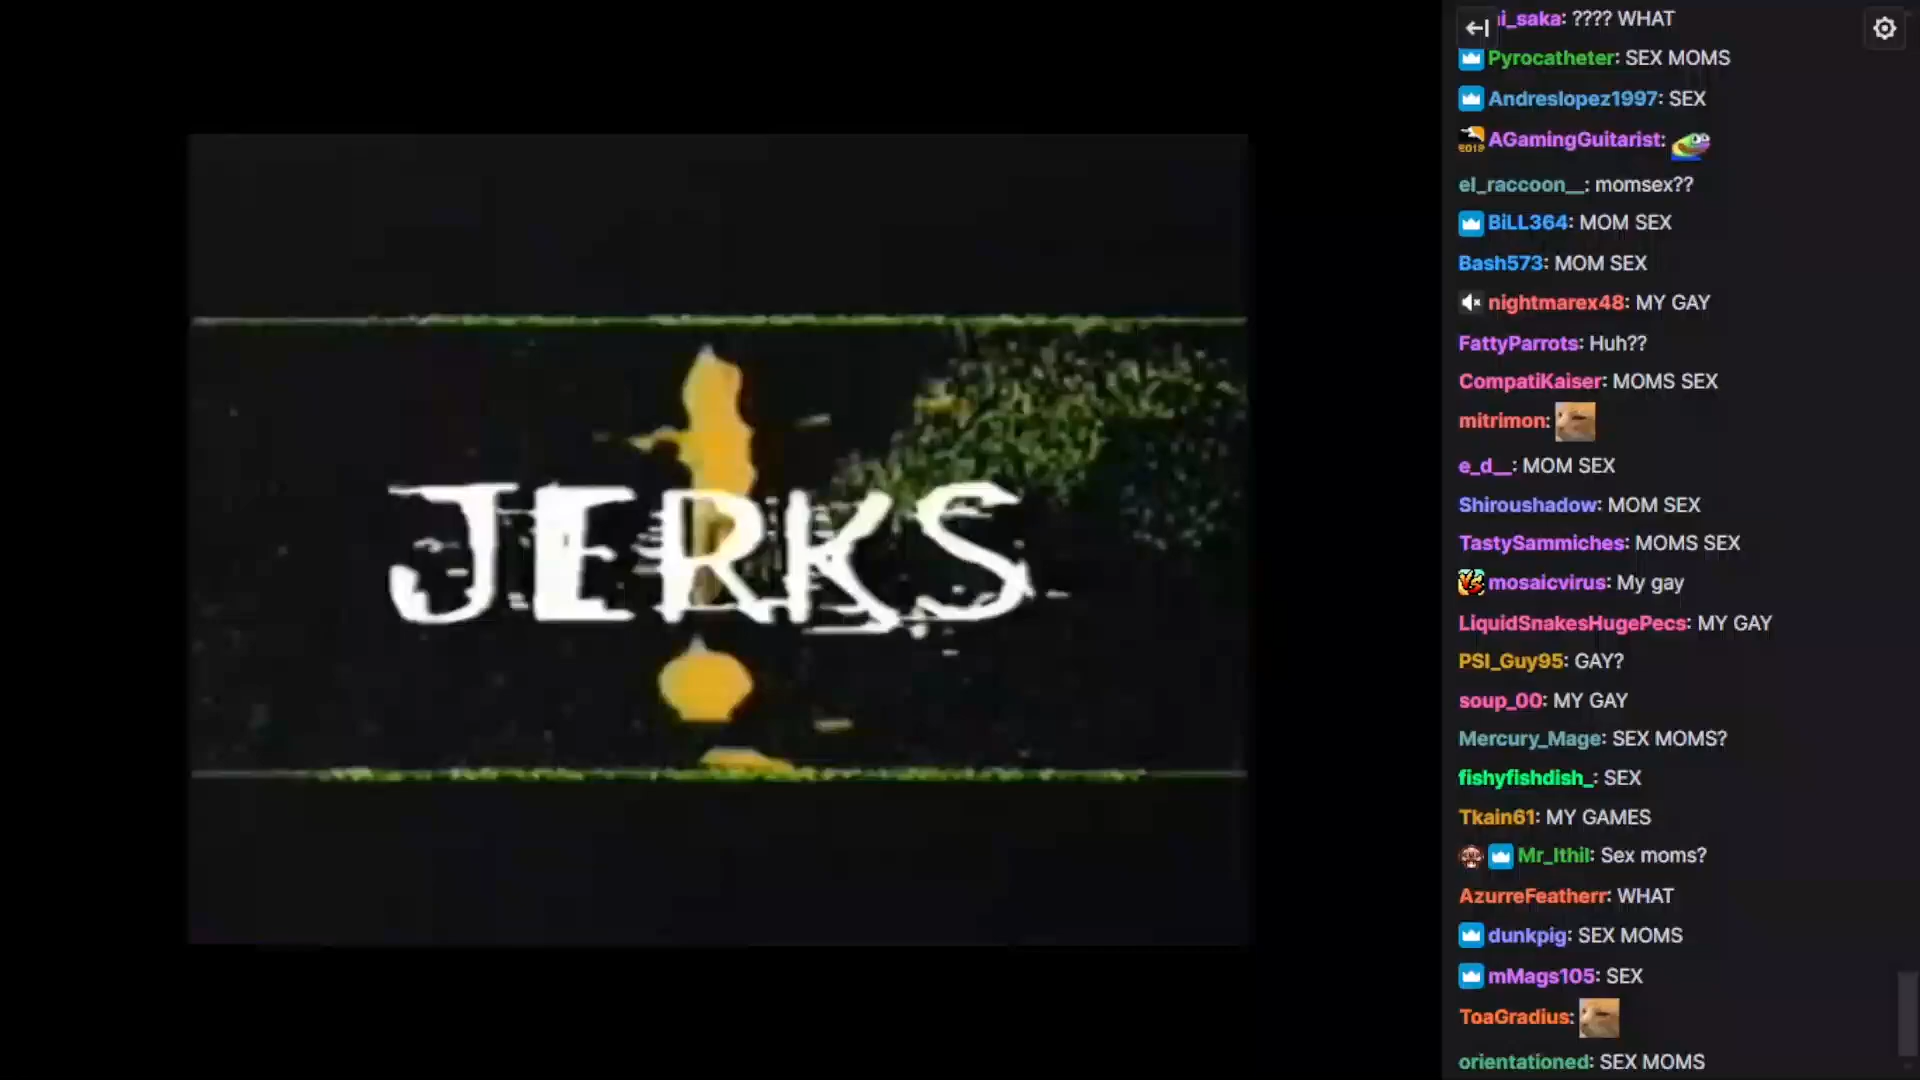 JERKS
i_saka: ???? WHAT
Pyrocatheter: SEX MOMS
Andreslopez1997: SEX
AGamingGuitarist:
el_raccoon__: momsex??
BiLL364: MOM SEX
Bash573: MOM SEX
nightmarex48: MY GAY
FattyParrots: Huh??
CompatiKaiser: MOMS SEX
mitrimon:
e_d__: MOM SEX
Shiroushadow: MOM SEX
TastySammiches: MOMS SEX
mosaicvirus: My gay
LiquidSnakesHugePecs: MY GAY
PSI_Guy95: GAY?
soup_00: MY GAY
Mercury_Mage: SEX MOMS?
fishyfishdish_: SEX
Tkain61: MY GAMES
Mr_Ithil: Sex moms?
AzurreFeatherr: WHAT
dunkpig: SEX MOMS
mMags105: SEX
ToaGradius:
orientationed: SEX MOMS